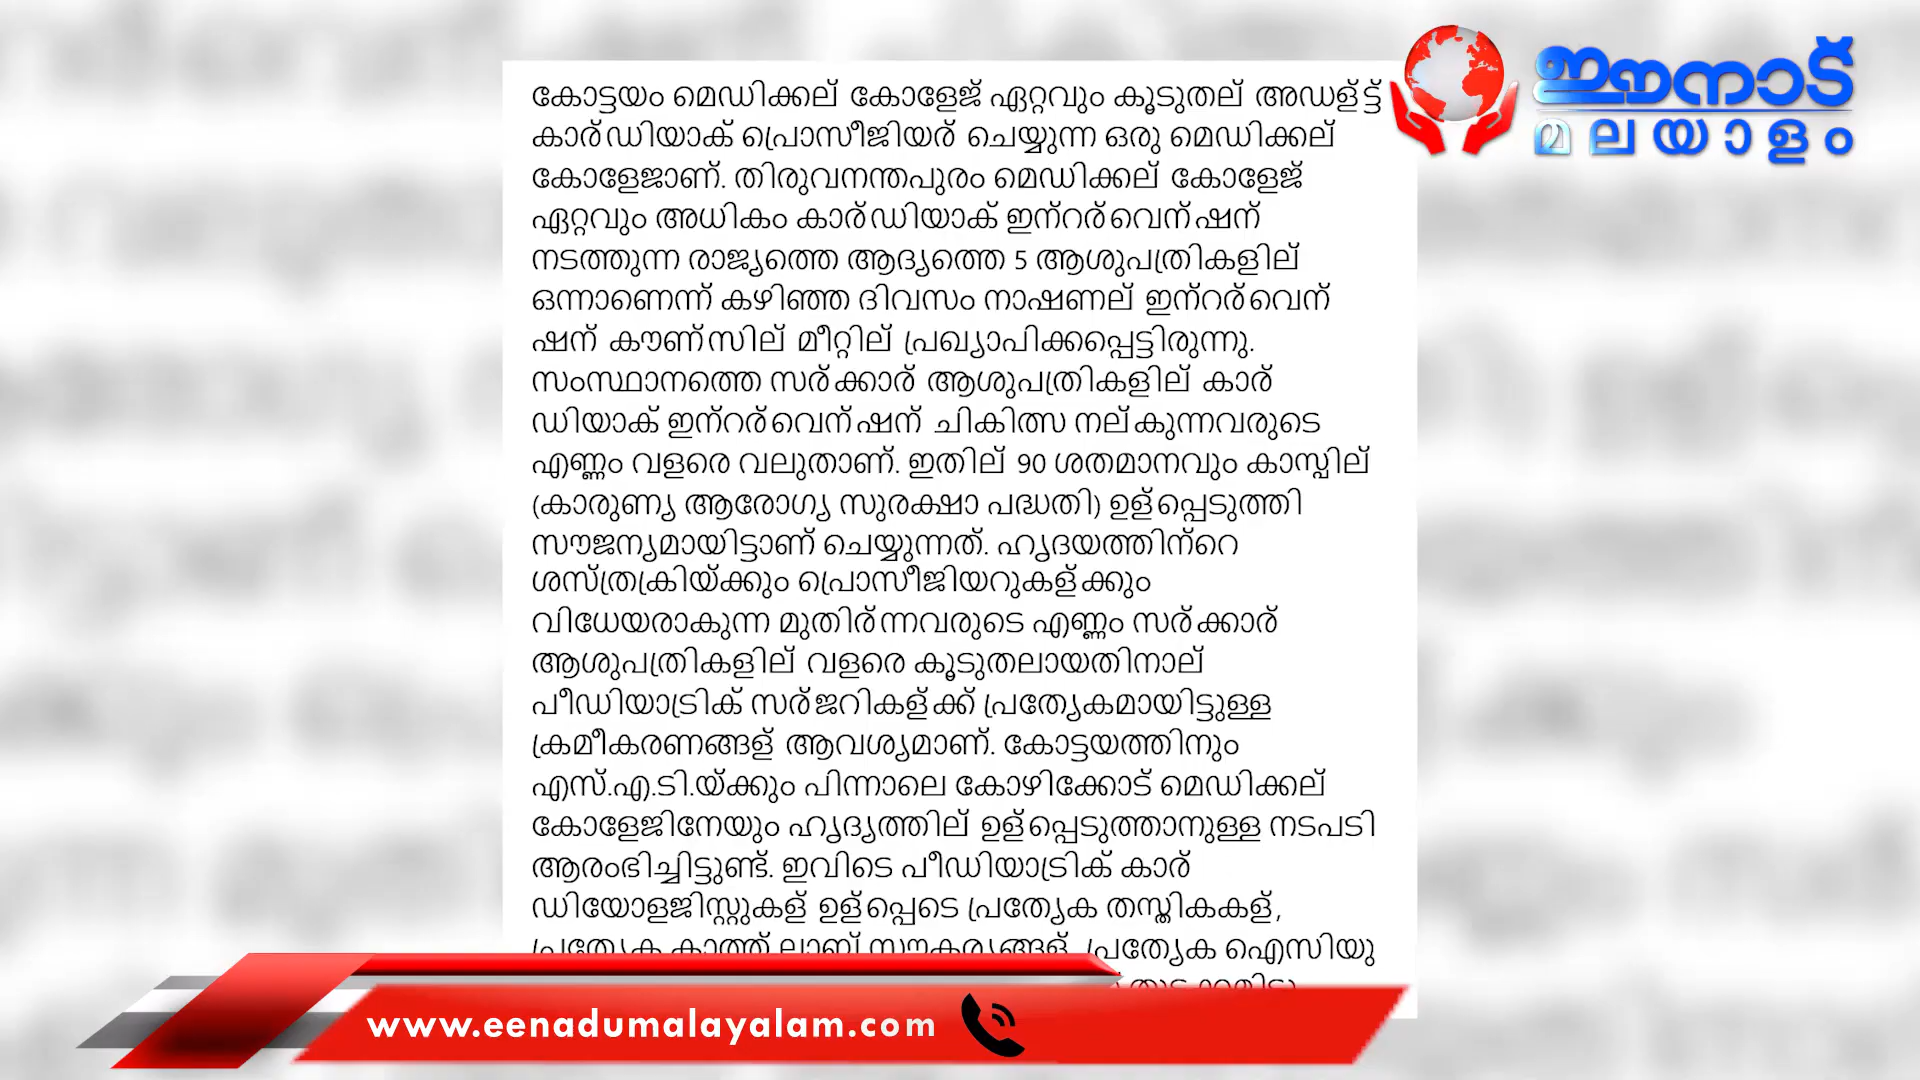 ഈനാട്
മലയാളം
കോട്ടയം മെഡിക്കല് കോളേജ് ഏറ്റവും കൂടുതല് അഡള്ട്ട്
കാര്ഡിയാക് പ്രൊസീജിയര് ചെയ്യുന്ന ഒരു മെഡിക്കല്
കോളേജാണ്. തിരുവനന്തപുരം മെഡിക്കല് കോളേജ്
ഏറ്റവും അധികം കാര്ഡിയാക് ഇന്റര്വെന്ഷന്
നടത്തുന്ന രാജ്യത്തെ ആദ്യത്തെ 5 ആശുപത്രികളില്
ഒന്നാണെന്ന് കഴിഞ്ഞ ദിവസം നാഷണല് ഇന്റര്വെന്
ഷന് കൗണ്സില് മീറ്റില് പ്രഖ്യാപിക്കപ്പെട്ടിരുന്നു.
സംസ്ഥാനത്തെ സര്ക്കാര് ആശുപത്രികളില് കാര്
ഡിയാക് ഇന്റര്വെന്ഷന് ചികിത്സ നല്കുന്നവരുടെ
എണ്ണം വളരെ വലുതാണ്. ഇതില് 90 ശതമാനവും കാസ്പില്
(കാരുണ്യ ആരോഗ്യ സുരക്ഷാ പദ്ധതി) ഉള്പ്പെടുത്തി
സൗജന്യമായിട്ടാണ് ചെയ്യുന്നത്. ഹൃദയത്തിന്റെ
ശസ്ത്രക്രിയ്ക്കും പ്രൊസീജിയറുകള്ക്കും
വിധേയരാകുന്ന മുതിര്ന്നവരുടെ എണ്ണം സര്ക്കാര്
ആശുപത്രികളില് വളരെ കൂടുതലായതിനാല്
പീഡിയാട്രിക് സര്ജറികള്ക്ക് പ്രത്യേകമായിട്ടുള്ള
ക്രമീകരണങ്ങള് ആവശ്യമാണ്. കോട്ടയത്തിനും
എസ്.എ.ടി.യ്ക്കും പിന്നാലെ കോഴിക്കോട് മെഡിക്കല്
കോളേജിനേയും ഹൃദ്യത്തില് ഉള്പ്പെടുത്താനുള്ള നടപടി
ആരംഭിച്ചിട്ടുണ്ട്. ഇവിടെ പീഡിയാട്രിക് കാര്
ഡിയോളജിസ്റ്റുകള് ഉള്പ്പെടെ പ്രത്യേക തസ്തികകള്,
പ്രത്യേക കാത്ത് ലാബ് സൗകര്യങ്ങള്, പ്രത്യേക ഐസിയു
www.eenadumalayalam.com